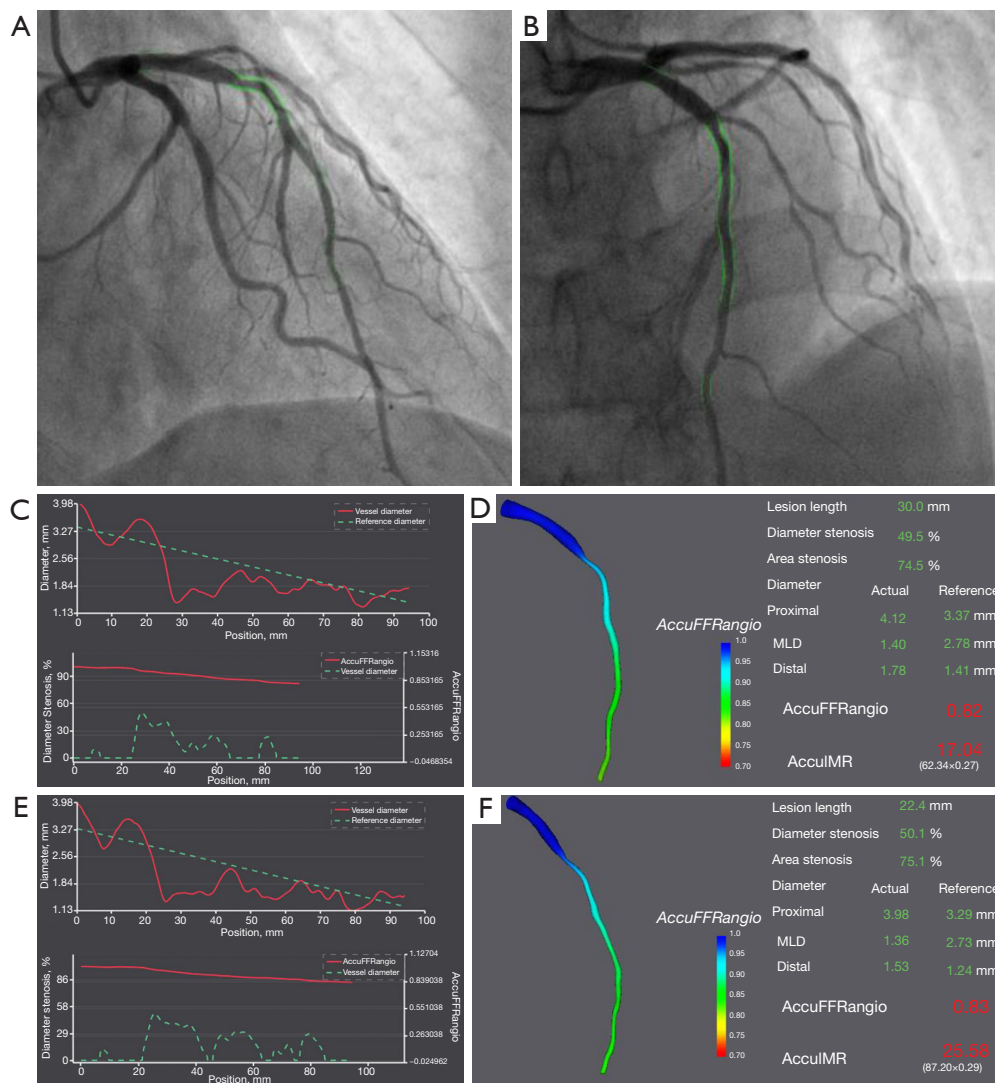 A
B
C
3.98
3.27
2.56
1.84
1.13
Diameter, mm
Vessel diameter
Reference diameter
0 10 20 30 40 50 60 70 80 90 100
Position, mm
90
60
30
0
Diameter Stenosis, %
AccuFFRangio
Vessel diameter
1.15316
0.853165
0.553165
0.253165
−0.0468354
AccuFFRangio
0 20 40 60 80 100 120
Position, mm
D
AccuFFRangio
1.0
0.95
0.90
0.85
0.80
0.75
0.70
Lesion length 30.0 mm
Diameter stenosis 49.5 %
Area stenosis 74.5 %
Diameter Actual Reference
Proximal 4.12 3.37 mm
MLD 1.40 2.78 mm
Distal 1.78 1.41 mm
AccuFFRangio 0.82
AccuIMR 17.04
(62.34×0.27)
E
3.98
3.27
2.56
1.84
1.13
Diameter, mm
Vessel diameter
Reference diameter
0 10 20 30 40 50 60 70 80 90 100
Position, mm
86
58
29
0
Diameter stenosis, %
AccuFFRangio
Vessel diameter
1.12704
0.839038
0.551038
0.263038
−0.024962
AccuFFRangio
0 20 40 60 80 100
Position, mm
F
AccuFFRangio
1.0
0.95
0.90
0.85
0.80
0.75
0.70
Lesion length 22.4 mm
Diameter stenosis 50.1 %
Area stenosis 75.1 %
Diameter Actual Reference
Proximal 3.98 3.29 mm
MLD 1.36 2.73 mm
Distal 1.53 1.24 mm
AccuFFRangio 0.83
AccuIMR 25.58
(87.20×0.29)